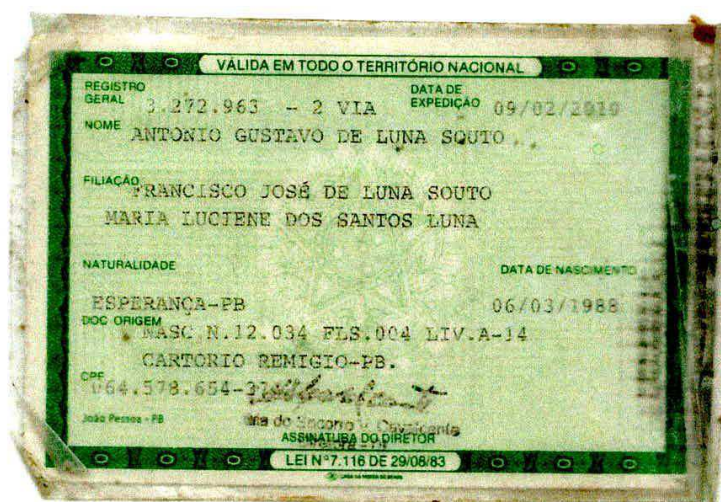 VÁLIDA EM TODO O TERRITÓRIO NACIONAL
REGISTRO GERAL 3.272.963 - 2 VIA DATA DE EXPEDIÇÃO 09/02/2010
NOME ANTONIO GUSTAVO DE LUNA SOUTO
FILIAÇÃO FRANCISCO JOSÉ DE LUNA SOUTO
MARIA LUCIENE DOS SANTOS LUNA
NATURALIDADE DATA DE NASCIMENTO
ESPERANÇA-PB 06/03/1988
DOC ORIGEM NASC N.12.034 FLS.004 LIV.A-14
CARTORIO REMIGIO-PB.
CPF
João Pessoa - PB do Socorro Cavalcante
ASSINATURA DO DIRETOR
LEI Nº 7.116 DE 29/08/83